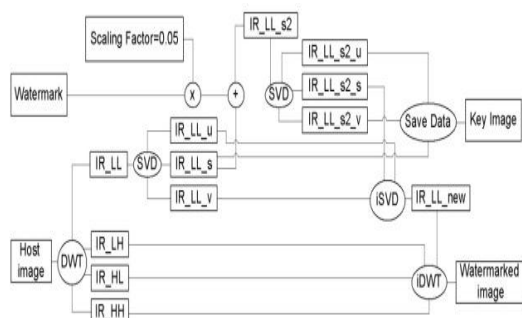 IR_LL_s2
Scaling Factor=0.05
IR_LL_s2_u
Watermark
x
+
SVD
IR_LL_s2_s
IR_LL_s2_v
Save Data
Key Image
IR_LL_u
IR_LL
SVD
IR_LL_s
IR_LL_v
iSVD
IR_LL_new
Host
image
DWT
IR_LH
IR_HL
IR_HH
iDWT
Watermarked
image